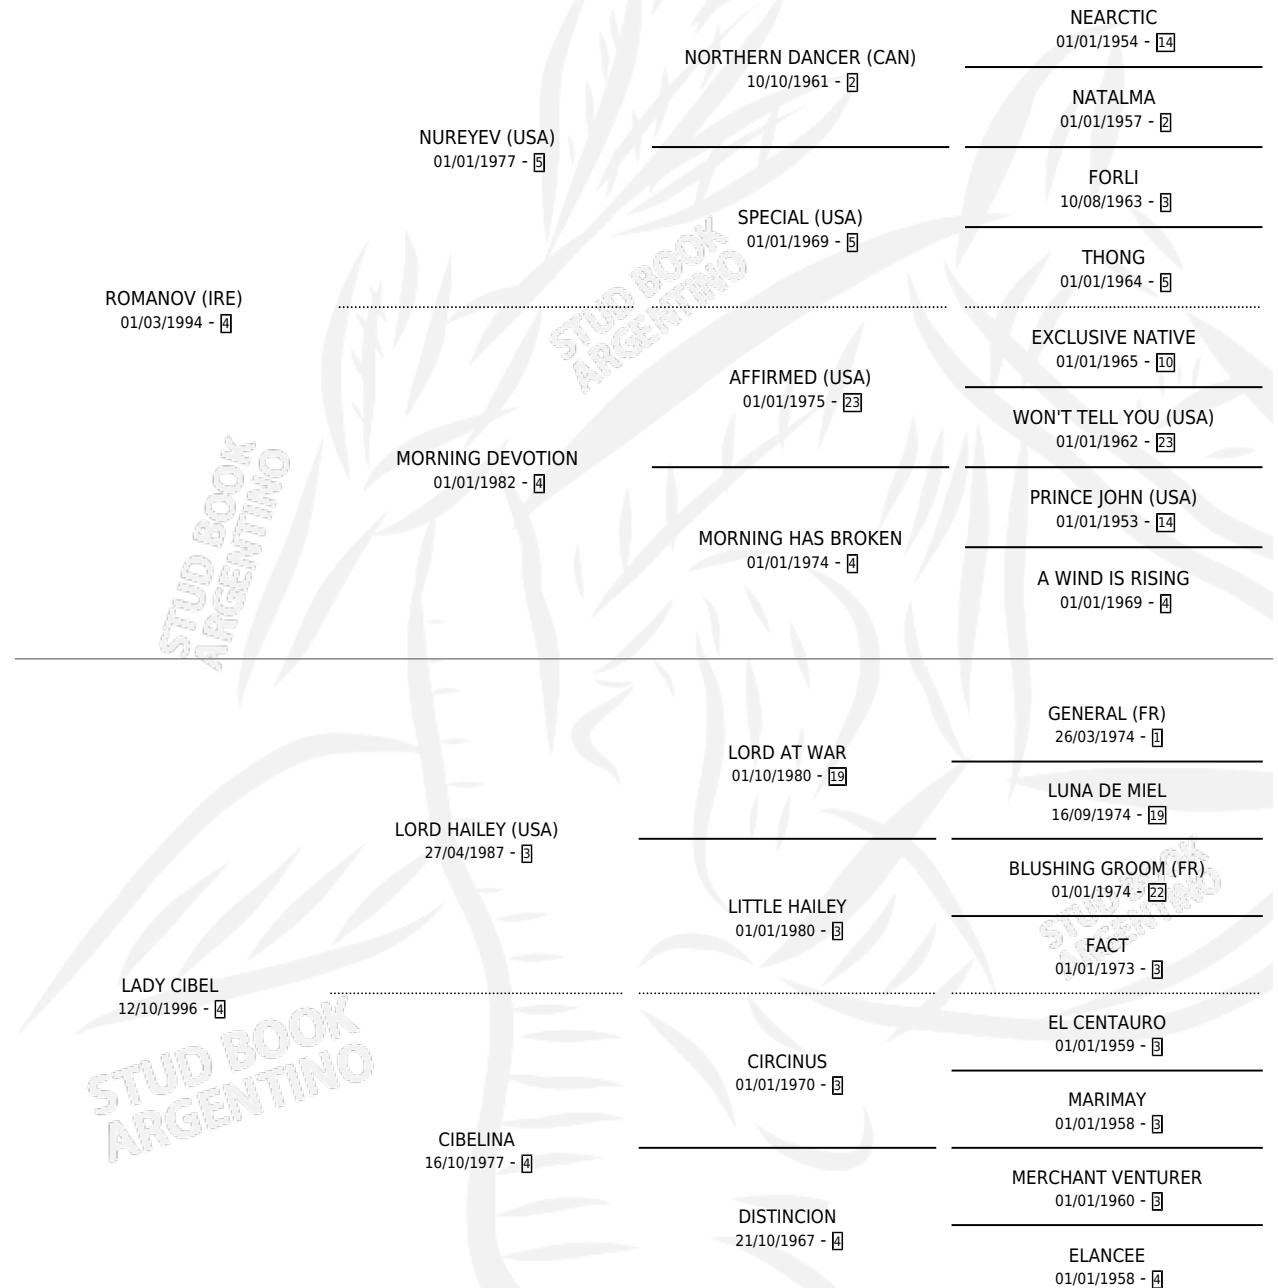 NEARCTIC
01/01/1954 - 14
NORTHERN DANCER (CAN)
10/10/1961 - 2
NATALMA
01/01/1957 - 2
NUREYEV (USA)
01/01/1977 - 5
FORLI
10/08/1963 - 3
SPECIAL (USA)
01/01/1969 - 5
THONG
01/01/1964 - 5
ROMANOV (IRE)
01/03/1994 - 4
EXCLUSIVE NATIVE
01/01/1965 - 10
AFFIRMED (USA)
01/01/1975 - 23
WON'T TELL YOU (USA)
01/01/1962 - 23
MORNING DEVOTION
01/01/1982 - 4
PRINCE JOHN (USA)
01/01/1953 - 14
MORNING HAS BROKEN
01/01/1974 - 4
A WIND IS RISING
01/01/1969 - 4
GENERAL (FR)
26/03/1974 - 1
LORD AT WAR
01/10/1980 - 19
LUNA DE MIEL
16/09/1974 - 19
LORD HAILEY (USA)
27/04/1987 - 3
BLUSHING GROOM (FR)
01/01/1974 - 22
LITTLE HAILEY
01/01/1980 - 3
FACT
01/01/1973 - 3
LADY CIBEL
12/10/1996 - 4
EL CENTAURO
01/01/1959 - 3
CIRCINUS
01/01/1970 - 3
MARIMAY
01/01/1958 - 3
CIBELINA
16/10/1977 - 4
MERCHANT VENTURER
01/01/1960 - 3
DISTINCION
21/10/1967 - 4
ELANCEE
01/01/1958 - 4
STUD BOOK
ARGENTINO
STUD BOOK
ARGENTINO
STUD BOOK
ARGENTINO
STUD BOOK
ARGENTINO